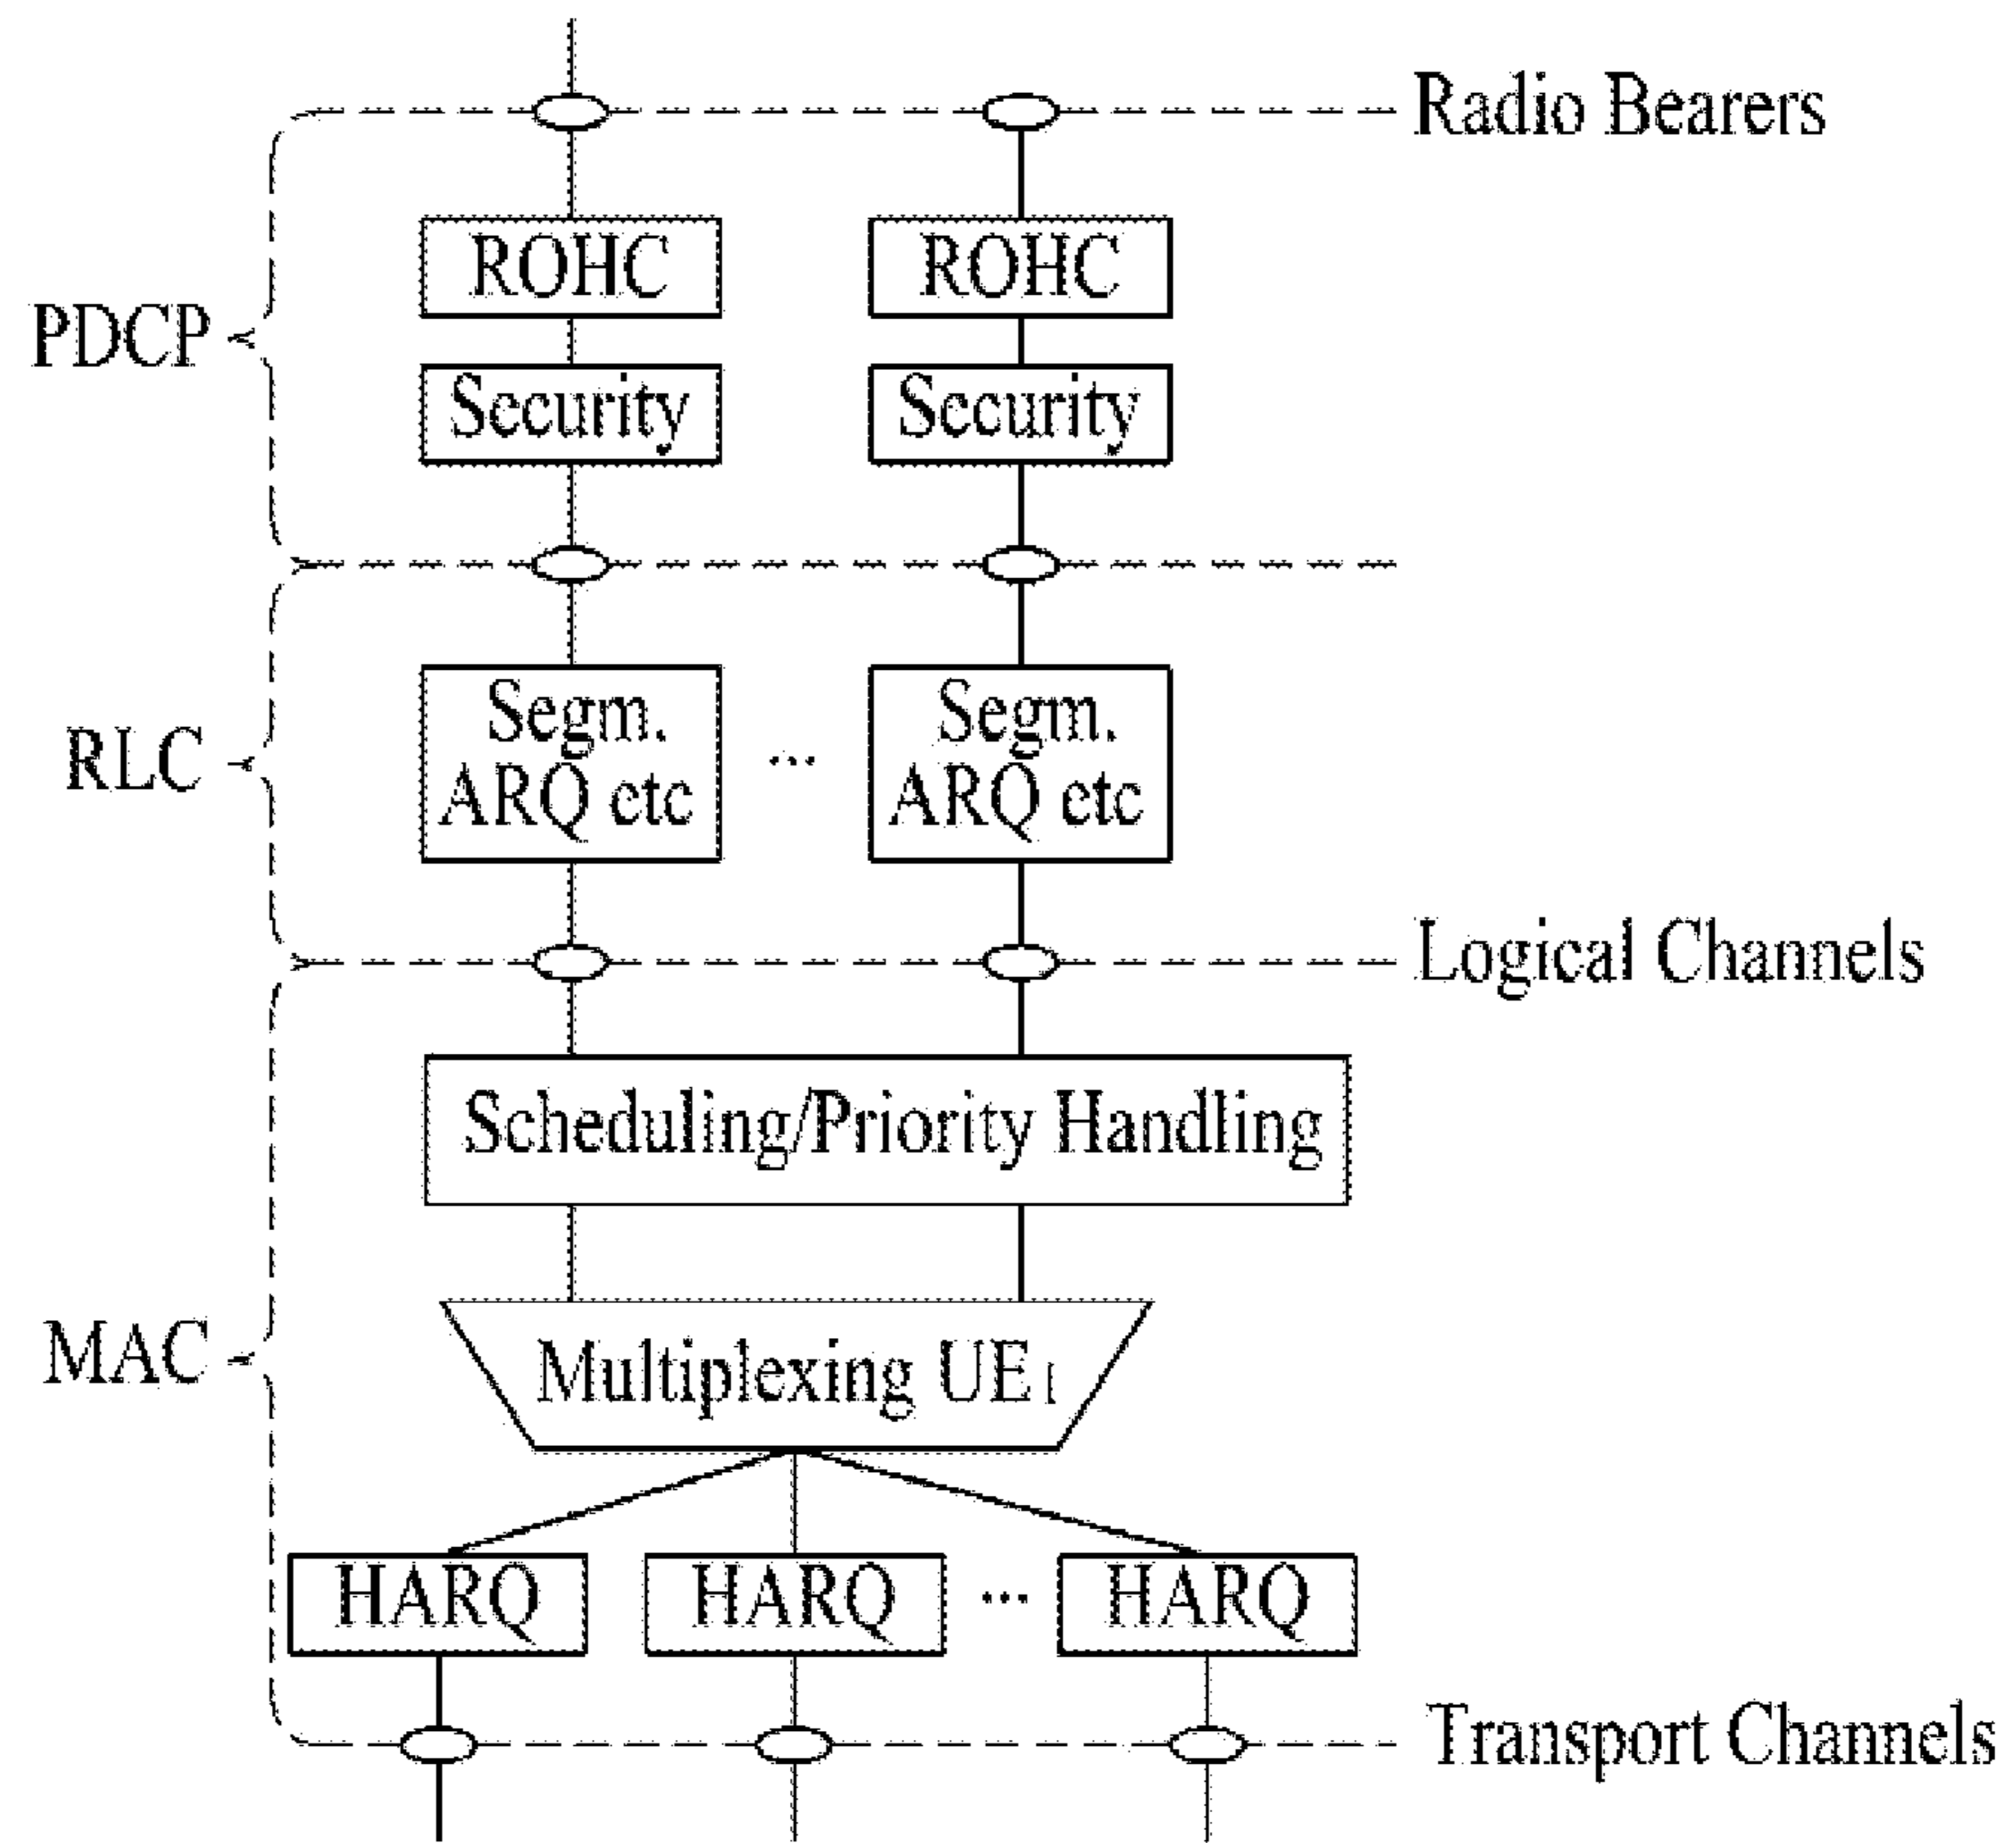 Radio Bearers
ROHC ROHC
PDCP
Security Security
Segm. Segm.
RLC ...
ARQ etc ARQ etc
Logical Channels
Scheduling/Priority Handling
MAC
Multiplexing UE1
HARQ HARQ ... HARQ
Transport Channels